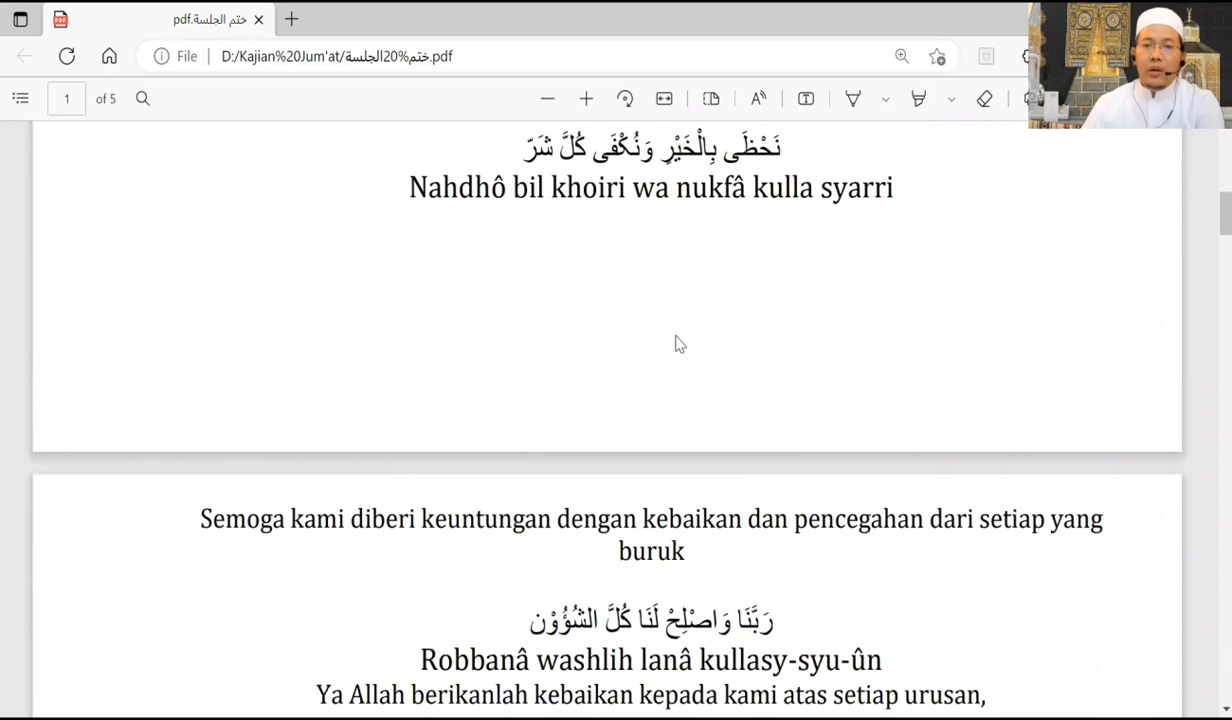 ختم الجلسة.pdf
File
D:/Kajian%20Jum'at/ختم%20الجلسة.pdf
1 of 5
نَحْظَى بِالْخَيْرِ وَنُكْفَى كُلَّ شَرّ
Nahdhô bil khoiri wa nukfâ kulla syarri
Semoga kami diberi keuntungan dengan kebaikan dan pencegahan dari setiap yang
buruk
رَبَّنَا وَاصْلِحْ لَنَا كُلَّ الشُؤُوْن
Robbanâ washlih lanâ kullasy-syu-ûn
Ya Allah berikanlah kebaikan kepada kami atas setiap urusan,